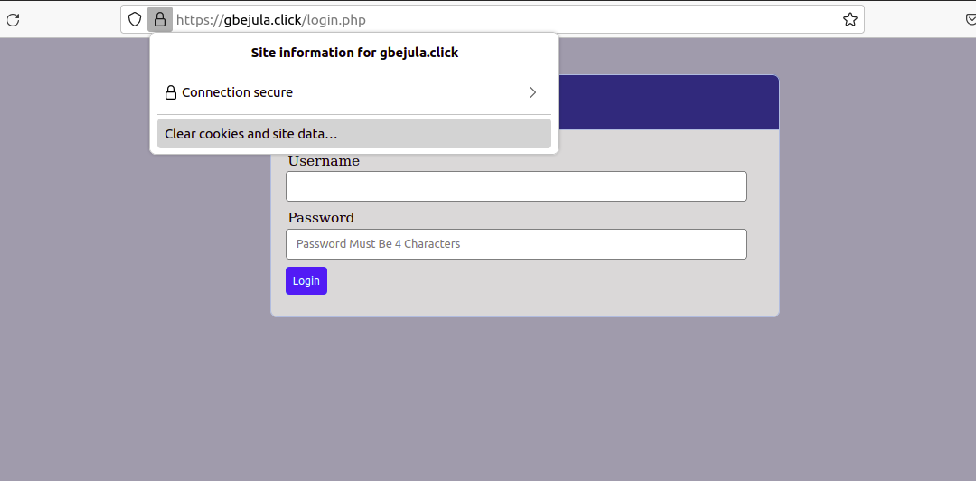 https://gbejula.click/login.php
Site information for gbejula.click
Connection secure
Clear cookies and site data...
Username
Password
Password Must Be 4 Characters
Login